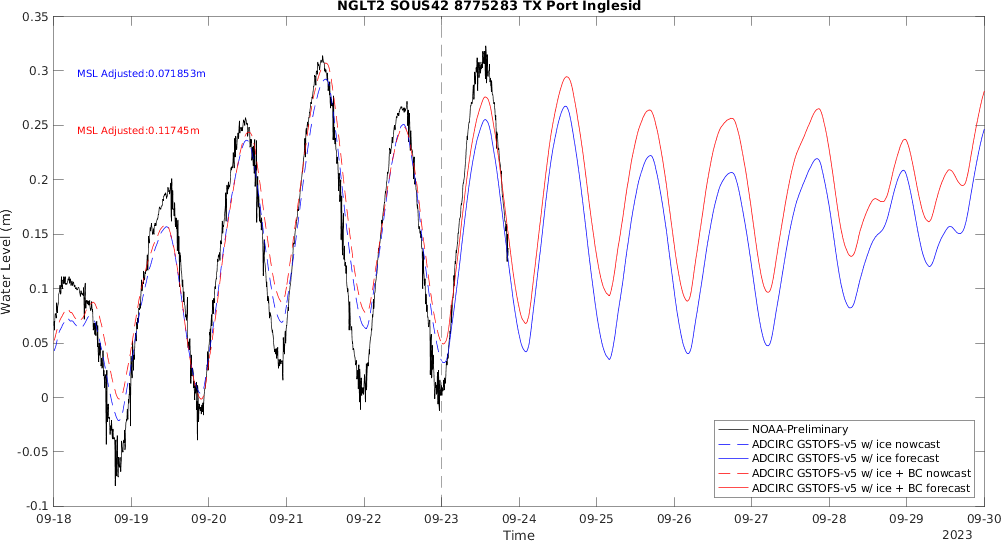 NGLT2 SOUS42 8775283 TX Port Inglesid
MSL Adjusted:0.071853m
MSL Adjusted:0.11745m
Water Level (m)
0.35
0.3
0.25
0.2
0.15
0.1
0.05
0
-0.05
-0.1
NOAA-Preliminary
ADCIRC GSTOFS-v5 w/ ice nowcast
ADCIRC GSTOFS-v5 w/ ice forecast
ADCIRC GSTOFS-v5 w/ ice + BC nowcast
ADCIRC GSTOFS-v5 w/ ice + BC forecast
09-18 09-19 09-20 09-21 09-22 09-23 09-24 09-25 09-26 09-27 09-28 09-29 09-30
Time
2023